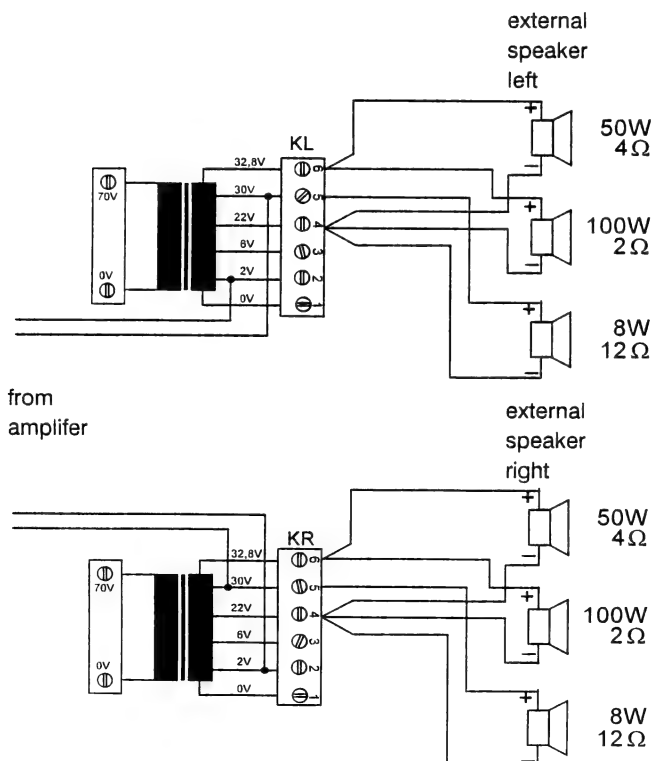 external
speaker
left
50W
4Ω
KL
32,8V
6
70V
30V
5
100W
2Ω
22V
4
6V
3
0V
2V
2
0V
1
8W
12Ω
from
amplifer
external
speaker
right
50W
4Ω
KR
32,8V
6
70V
30V
5
100W
2Ω
22V
4
6V
3
0V
2V
2
0V
1
8W
12Ω